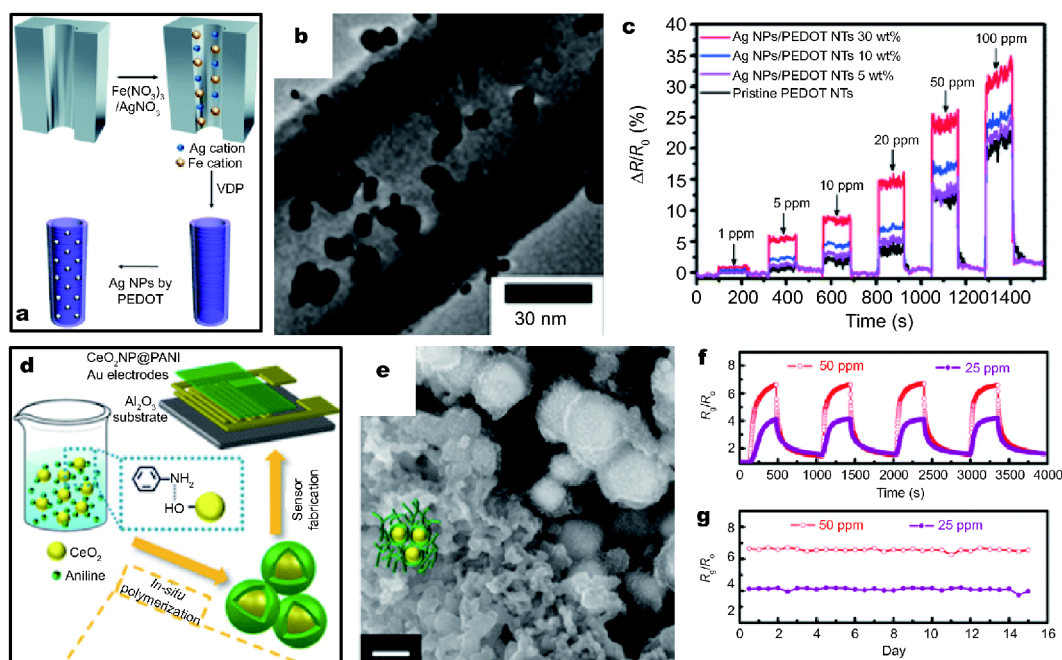 a
Fe(NO₃)₃
/AgNO₃
Ag cation
Fe cation
VDP
Ag NPs by
PEDOT
b
30 nm
c
Ag NPs/PEDOT NTs 30 wt%
Ag NPs/PEDOT NTs 10 wt%
Ag NPs/PEDOT NTs 5 wt%
Pristine PEDOT NTs
1 ppm
5 ppm
10 ppm
20 ppm
50 ppm
100 ppm
ΔR/R₀ (%)
40
35
30
25
20
15
10
5
0
0 200 400 600 800 1000 1200 1400
Time (s)
d
CeO₂NP@PANI
Au electrodes
Al₂O₃
substrate
NH₂
HO
CeO₂
Aniline
In-situ
polymerization
Sensor
fabrication
e
f
50 ppm 25 ppm
Rg/Ro
8
6
4
2
0 500 1000 1500 2000 2500 3000 3500 4000
Time (s)
g
50 ppm 25 ppm
Rg/Ro
8
6
4
2
0 2 4 6 8 10 12 14 16
Day